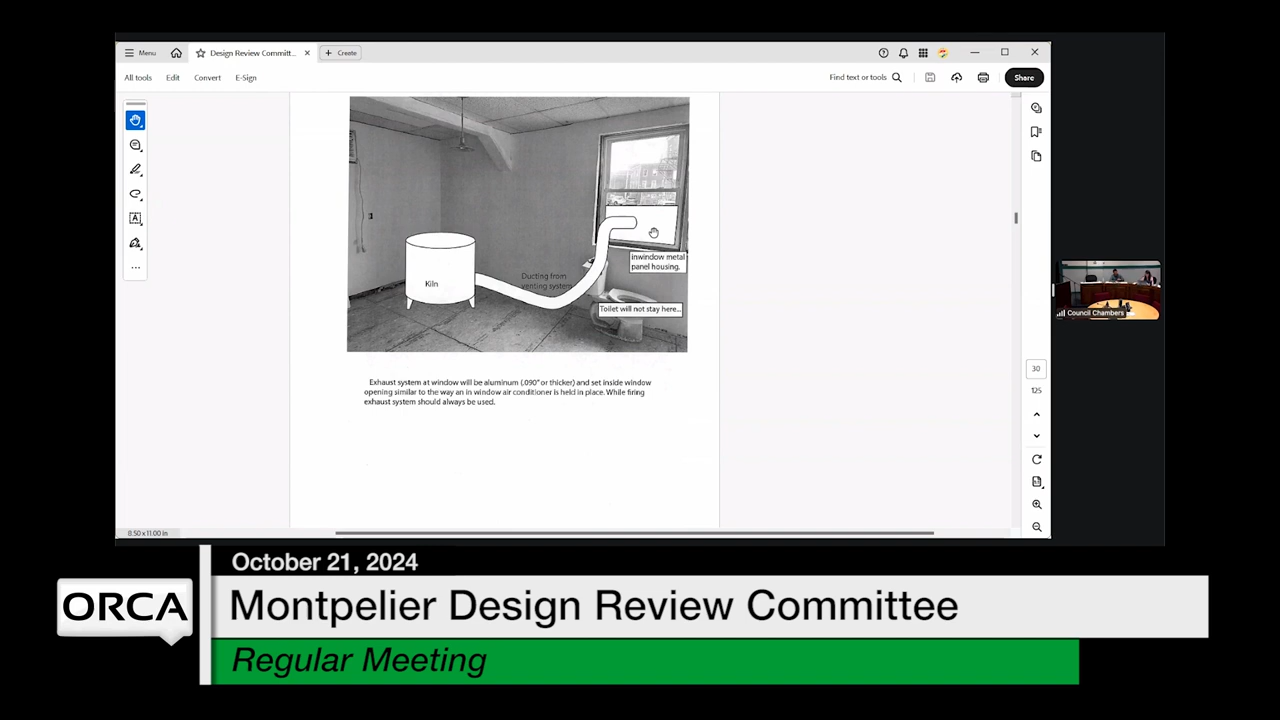 Menu
Design Review Committ...
Create
All tools
Edit
Convert
E-Sign
Find text or tools
Share
Kiln
Ducting from
venting system
inwindow metal
panel housing.
Toilet will not stay here...
Exhaust system at window will be aluminum (.090" or thicker) and set inside window
opening similar to the way an in window air conditioner is held in place. While firing
exhaust system should always be used.
30
125
8.50 x 11.00 in
Council Chambers
October 21, 2024
ORCA
Montpelier Design Review Committee
Regular Meeting